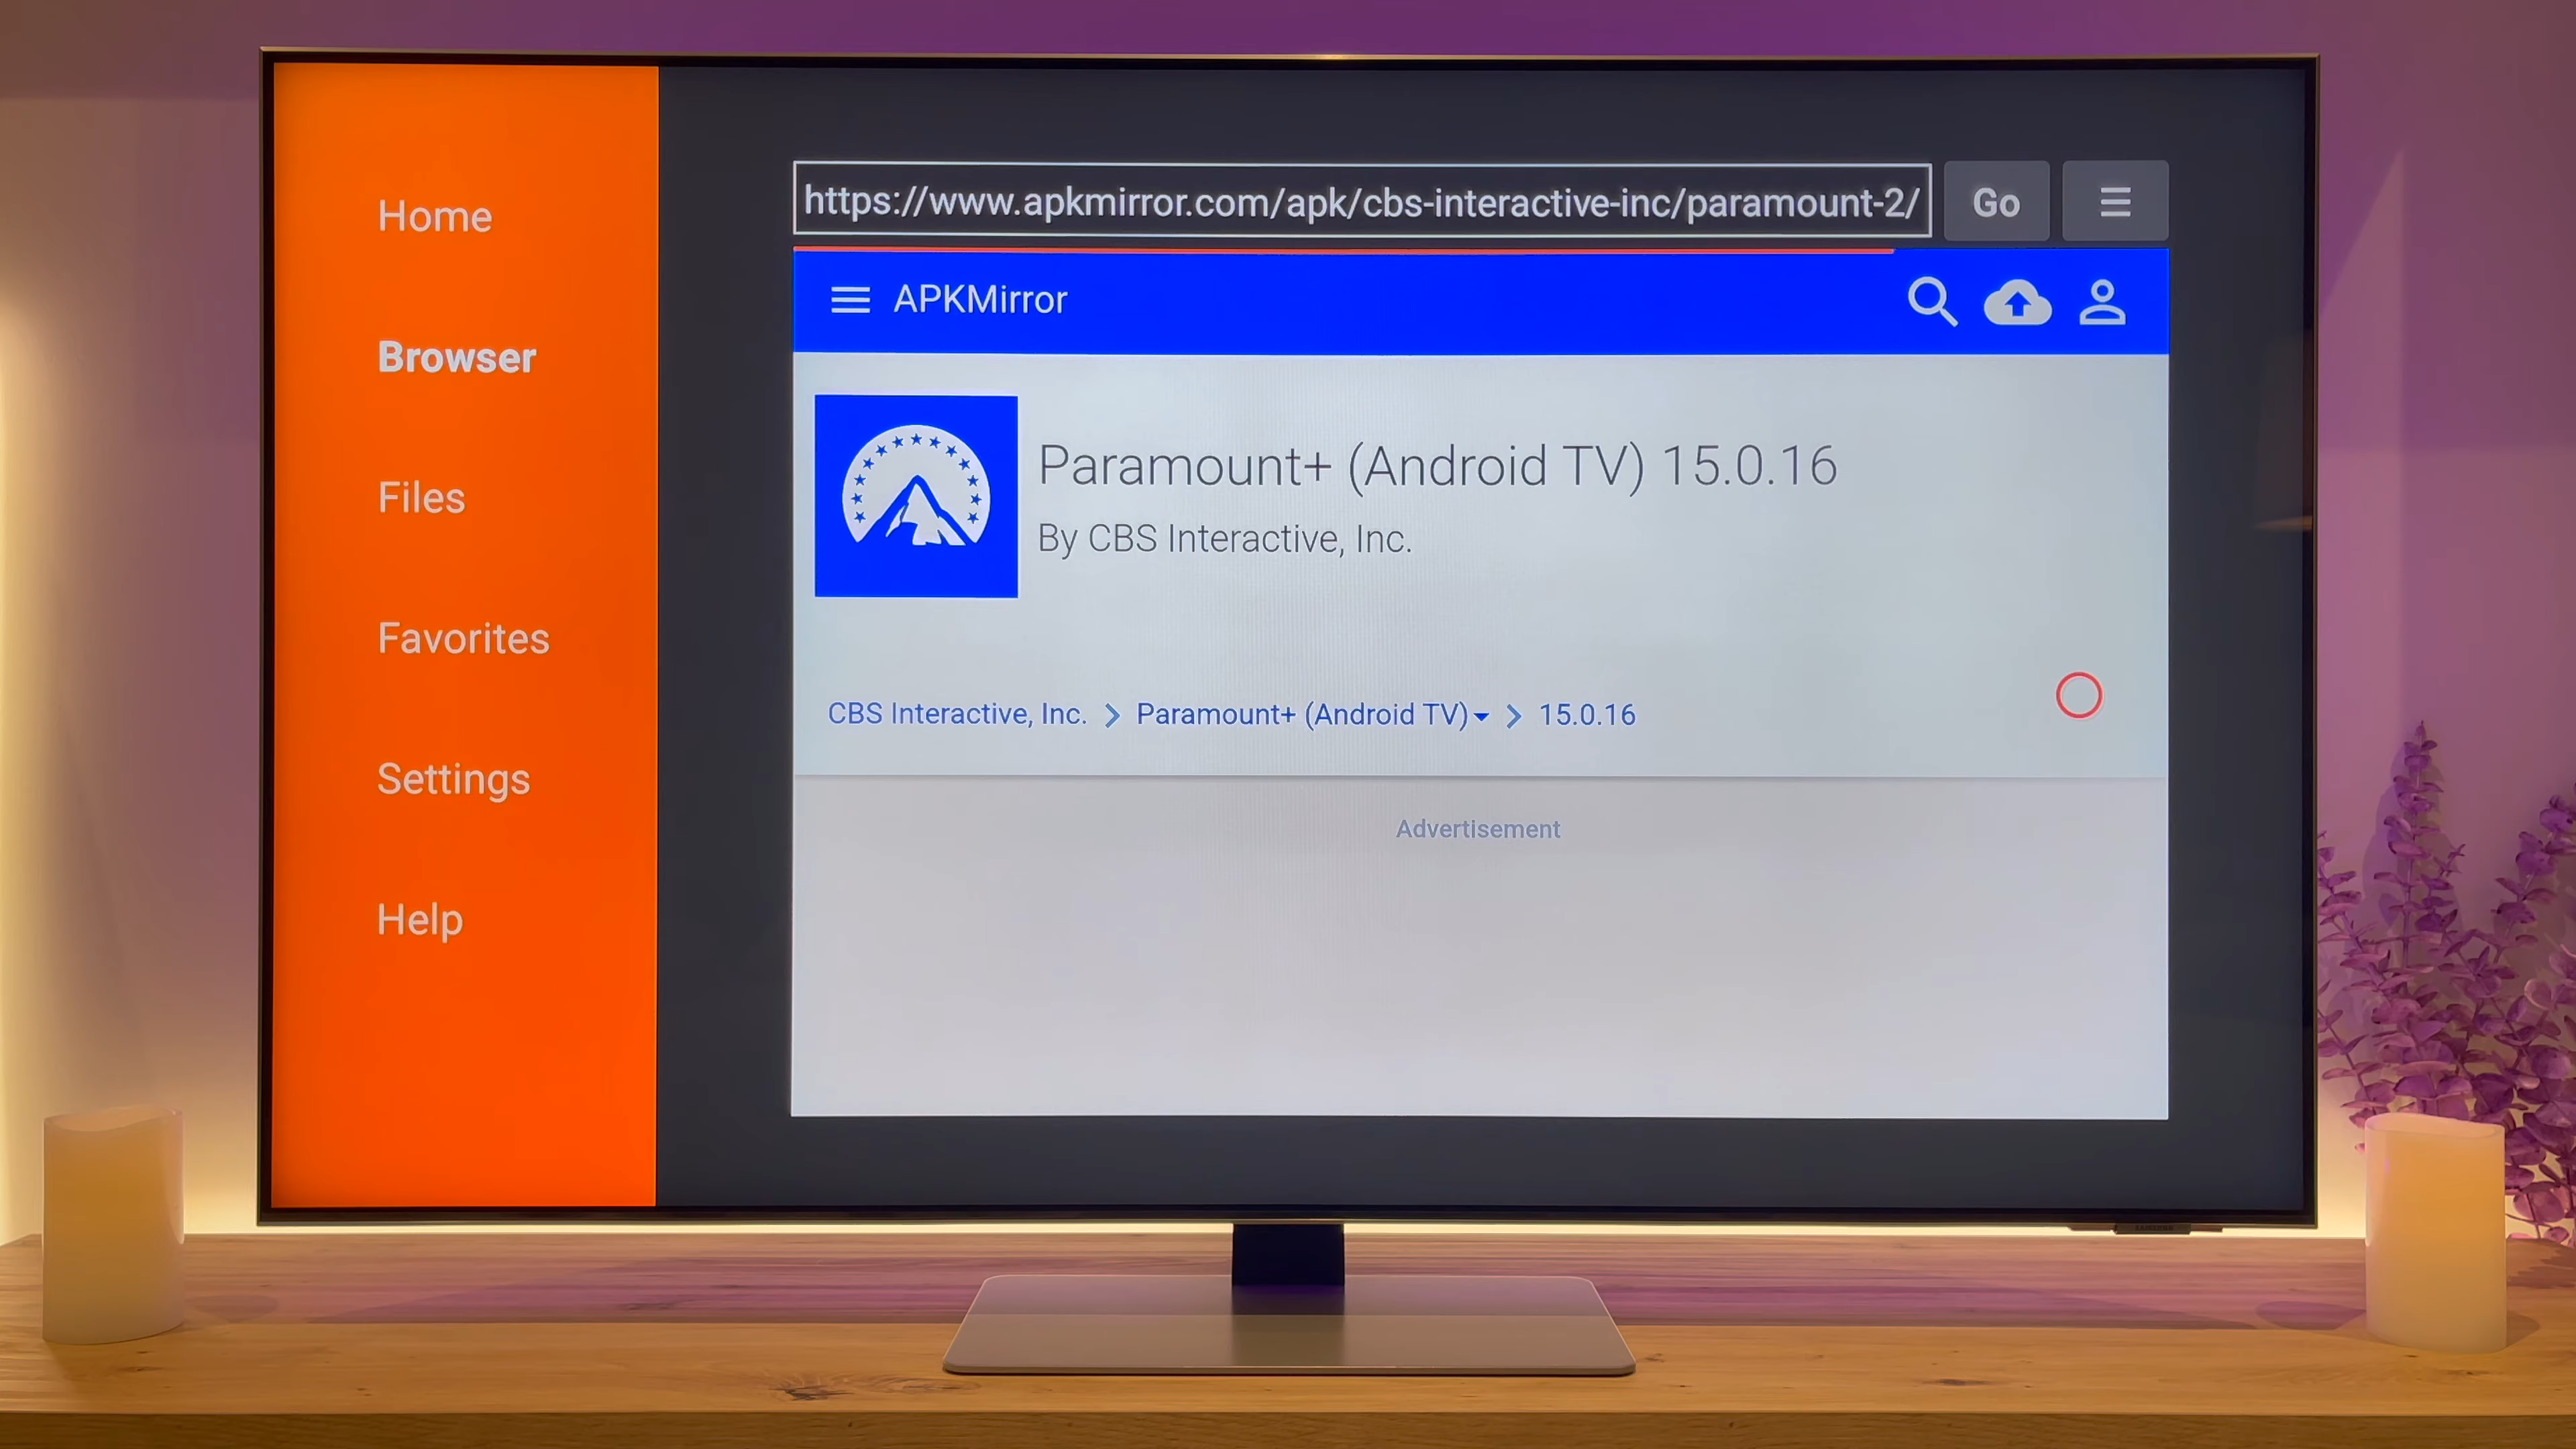 Home
Browser
Files
Favorites
Settings
Help
https://www.apkmirror.com/apk/cbs-interactive-inc/paramount-2/
Go
APKMirror
Paramount+ (Android TV) 15.0.16
By CBS Interactive, Inc.
CBS Interactive, Inc. > Paramount+ (Android TV) > 15.0.16
Advertisement